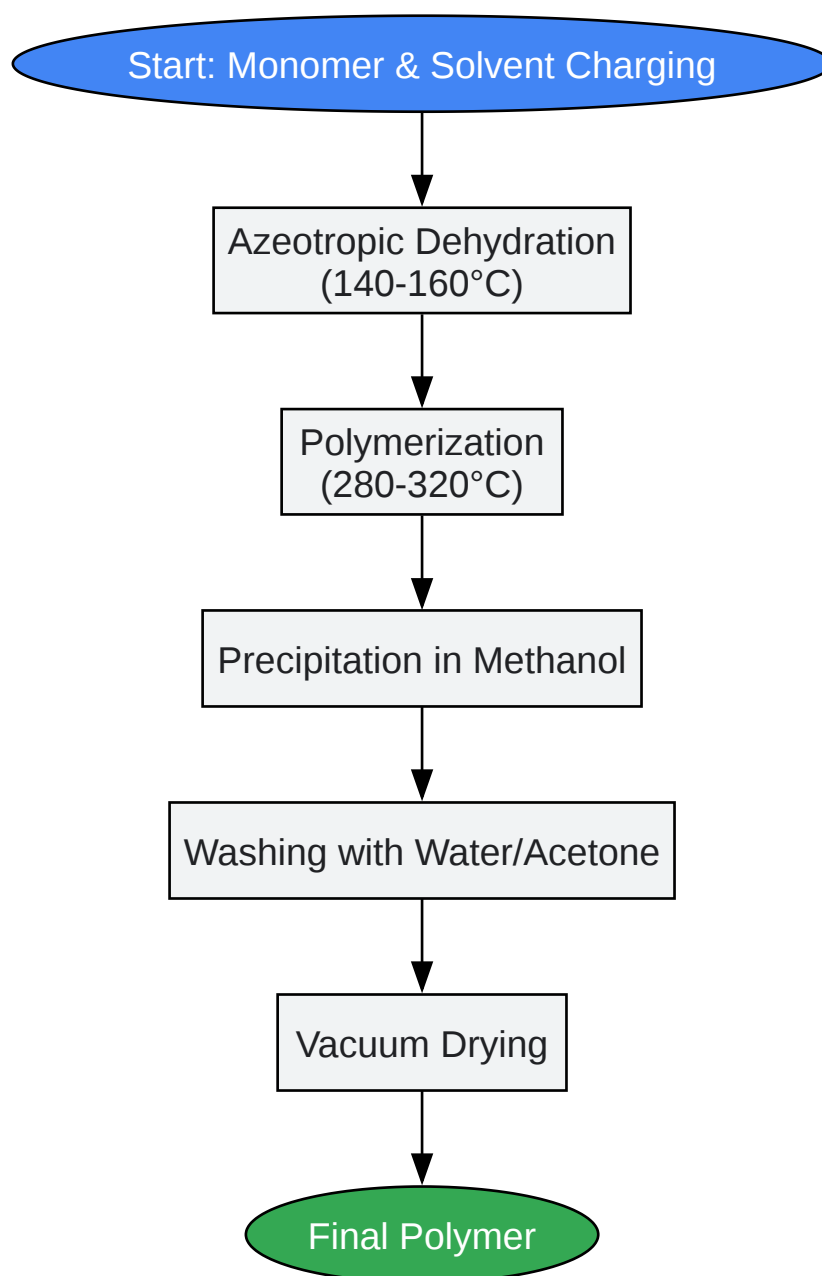 Start: Monomer & Solvent Charging
Azeotropic Dehydration
(140-160°C)
Polymerization
(280-320°C)
Precipitation in Methanol
Washing with Water/Acetone
Vacuum Drying
Final Polymer